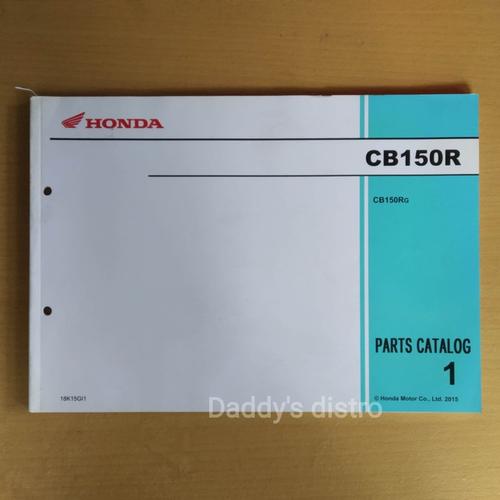 HONDA
CB150R
CB150RG
PARTS CATALOG
1
18K15GI1
Daddy's distro
© Honda Motor Co., Ltd. 2015